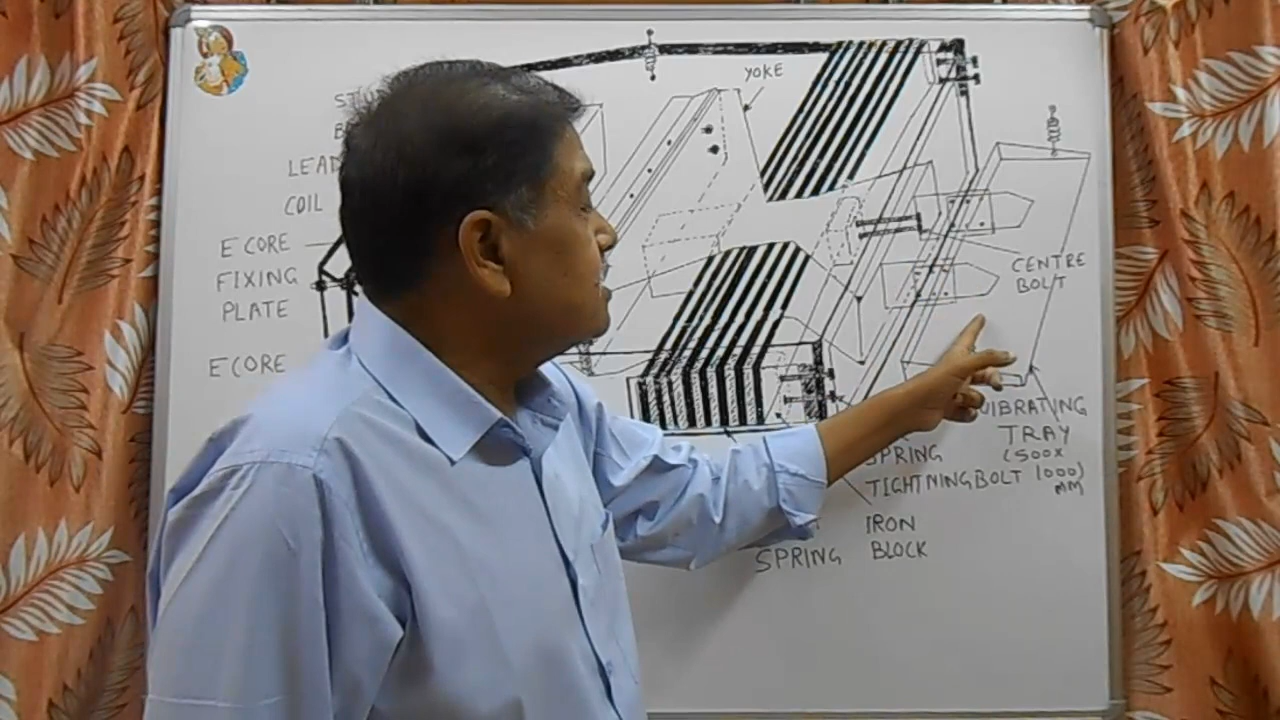 YOKE
LEAD
COIL
E CORE
FIXING
PLATE
E CORE
CENTRE
BOLT
VIBRATING
TRAY
(500X
1000)
MM
SPRING
TIGHTNING BOLT
IRON
BLOCK
SPRING